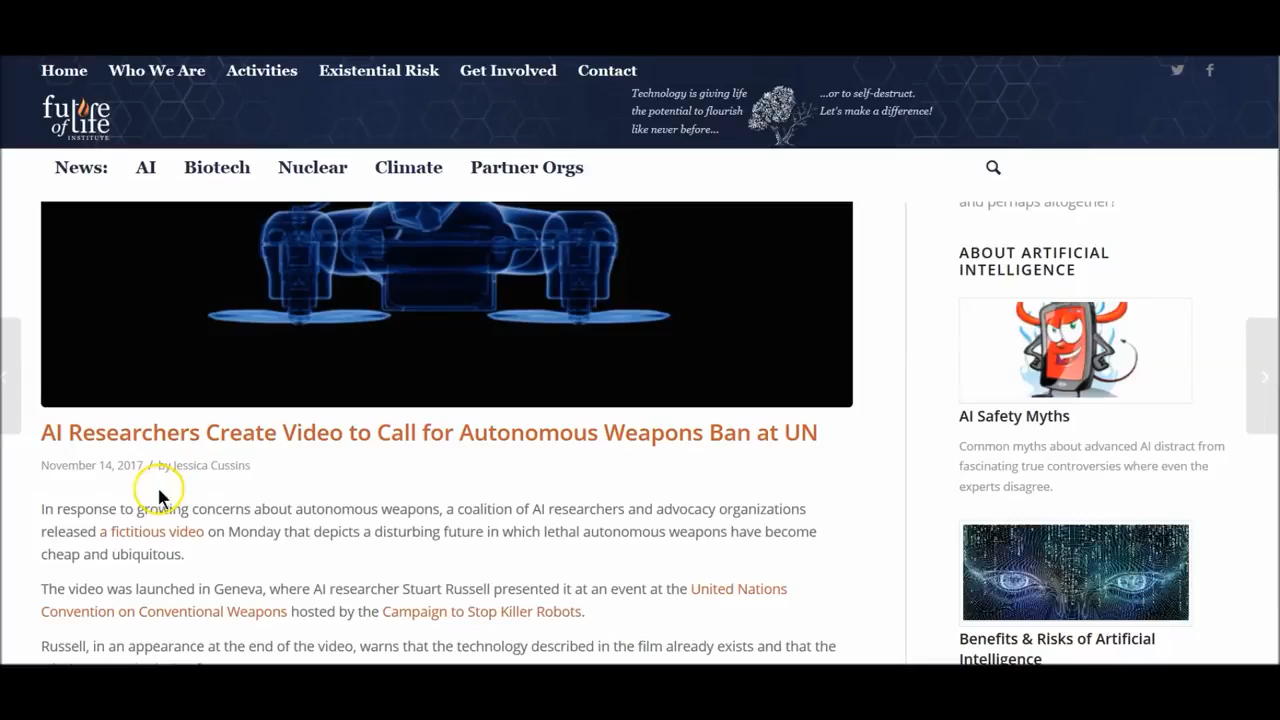 Home Who We Are Activities Existential Risk Get Involved Contact
future
of life
INSTITUTE
Technology is giving life
the potential to flourish
like never before...
...or to self-destruct.
Let's make a difference!
News: AI Biotech Nuclear Climate Partner Orgs
AI Researchers Create Video to Call for Autonomous Weapons Ban at UN
November 14, 2017 / by Jessica Cussins
In response to growing concerns about autonomous weapons, a coalition of AI researchers and advocacy organizations
released a fictitious video on Monday that depicts a disturbing future in which lethal autonomous weapons have become
cheap and ubiquitous.
The video was launched in Geneva, where AI researcher Stuart Russell presented it at an event at the United Nations
Convention on Conventional Weapons hosted by the Campaign to Stop Killer Robots.
Russell, in an appearance at the end of the video, warns that the technology described in the film already exists and that the
and perhaps altogether?
ABOUT ARTIFICIAL
INTELLIGENCE
AI Safety Myths
Common myths about advanced AI distract from
fascinating true controversies where even the
experts disagree.
Benefits & Risks of Artificial
Intelligence